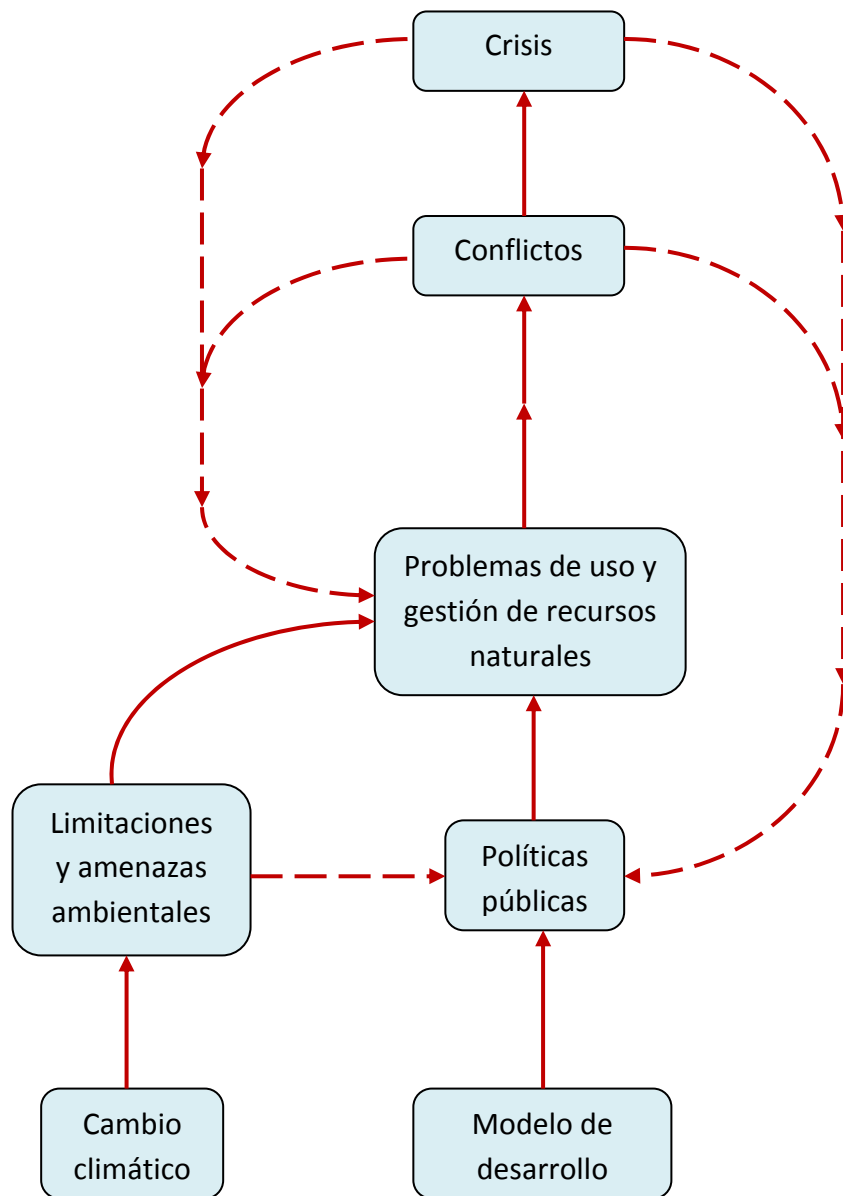 Crisis
Conflictos
Problemas de uso y
gestión de recursos
naturales
Limitaciones
y amenazas
ambientales
Políticas
públicas
Cambio
climático
Modelo de
desarrollo